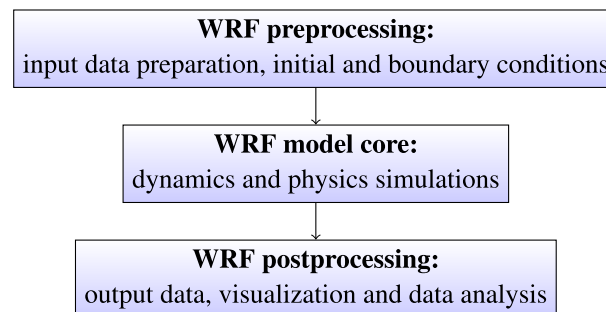 WRF preprocessing:
input data preparation, initial and boundary conditions
WRF model core:
dynamics and physics simulations
WRF postprocessing:
output data, visualization and data analysis